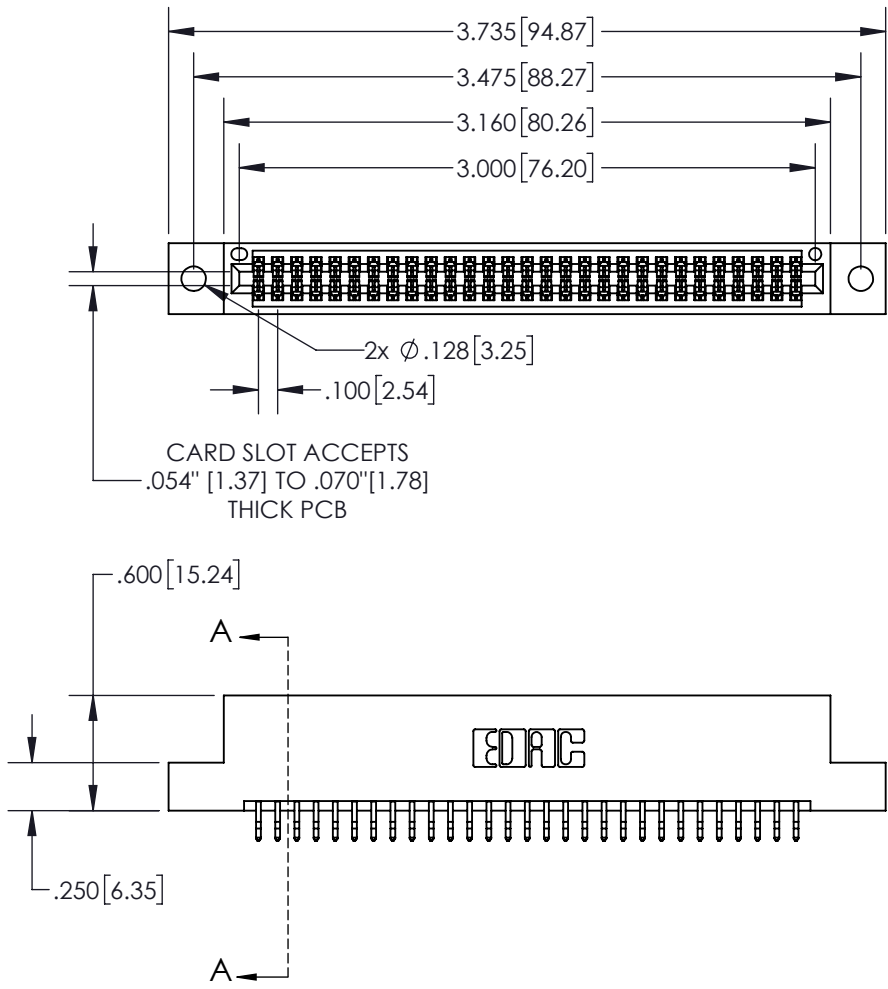 3.735[94.87]
3.475[88.27]
3.160[80.26]
3.000[76.20]
2x ∅.128[3.25]
.100[2.54]
CARD SLOT ACCEPTS
.054" [1.37] TO .070"[1.78]
THICK PCB
.600[15.24]
A
EDAC
.250[6.35]
A